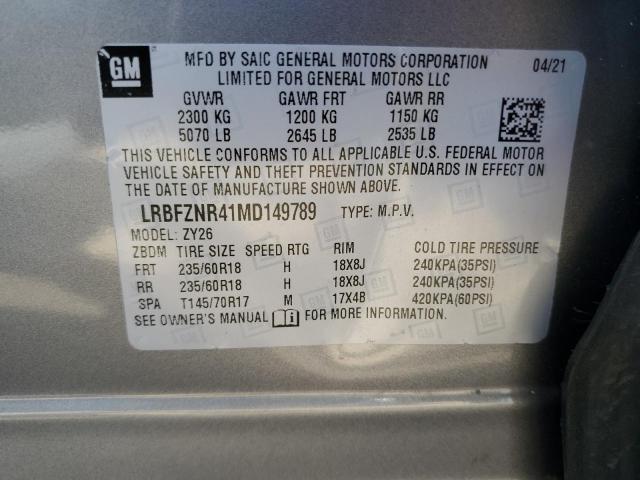 GM
MFD BY SAIC GENERAL MOTORS CORPORATION 04/21
LIMITED FOR GENERAL MOTORS LLC
GVWR GAWR FRT GAWR RR
2300 KG 1200 KG 1150 KG
5070 LB 2645 LB 2535 LB
THIS VEHICLE CONFORMS TO ALL APPLICABLE U.S. FEDERAL MOTOR
VEHICLE SAFETY AND THEFT PREVENTION STANDARDS IN EFFECT ON
THE DATE OF MANUFACTURE SHOWN ABOVE.
LRBFZNR41MD149789 TYPE: M.P.V.
MODEL: ZY26
ZBDM TIRE SIZE SPEED RTG RIM COLD TIRE PRESSURE
FRT 235/60R18 H 18X8J 240KPA(35PSI)
RR 235/60R18 H 18X8J 240KPA(35PSI)
SPA T145/70R17 M 17X4B 420KPA(60PSI)
SEE OWNER'S MANUAL FOR MORE INFORMATION.